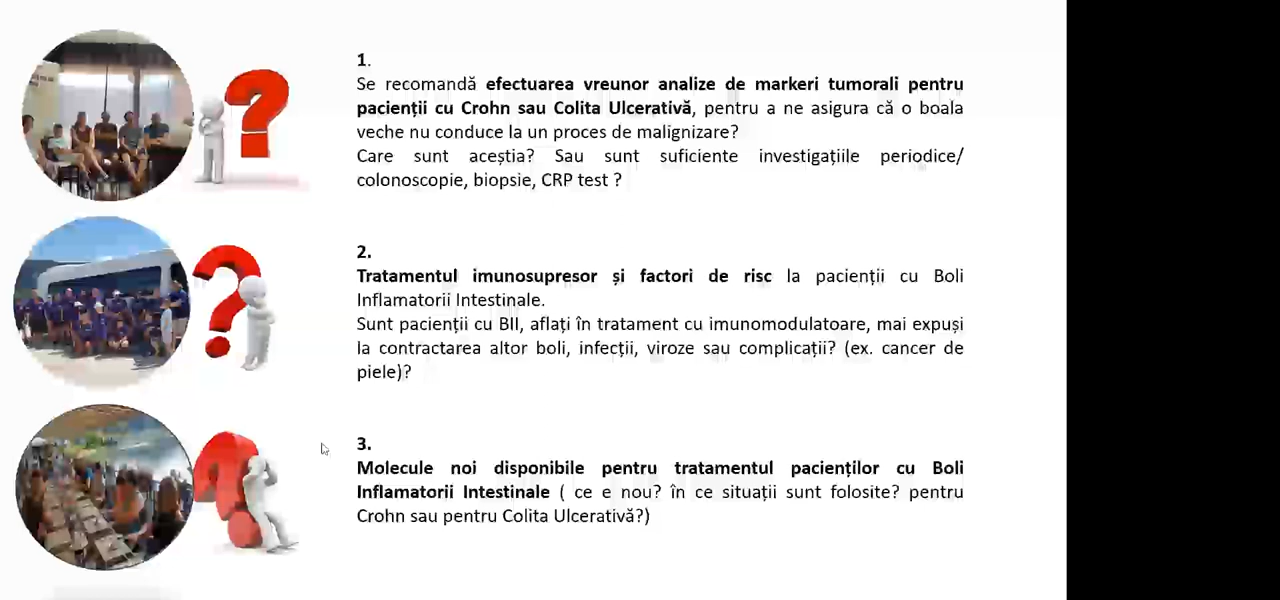 1.
Se recomandă efectuarea vreunor analize de markeri tumorali pentru
pacienții cu Crohn sau Colita Ulcerativă, pentru a ne asigura că o boala
veche nu conduce la un proces de malignizare?
Care sunt aceștia? Sau sunt suficiente investigațiile periodice/
colonoscopie, biopsie, CRP test ?
2.
Tratamentul imunosupresor și factori de risc la pacienții cu Boli
Inflamatorii Intestinale.
Sunt pacienții cu BII, aflați în tratament cu imunomodulatoare, mai expuși
la contractarea altor boli, infecții, viroze sau complicații? (ex. cancer de
piele)?
3.
Molecule noi disponibile pentru tratamentul pacienților cu Boli
Inflamatorii Intestinale ( ce e nou? în ce situații sunt folosite? pentru
Crohn sau pentru Colita Ulcerativă?)